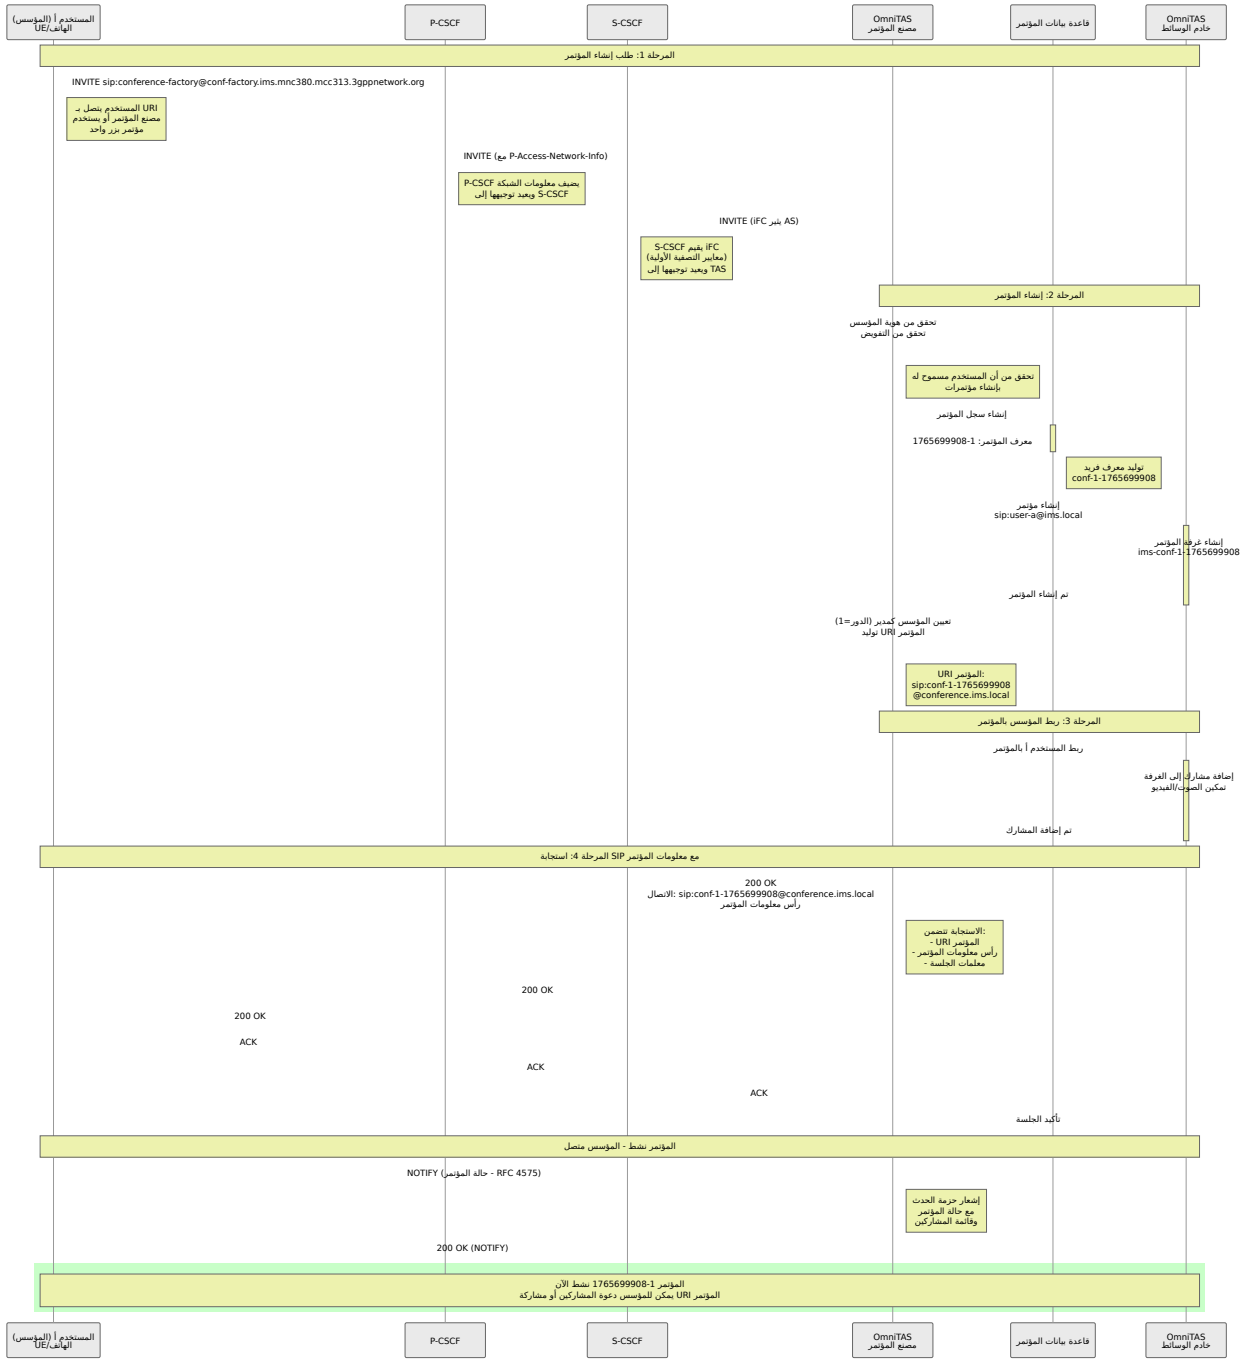 المستخدم أ (المؤسس)
الهاتف/UE
P-CSCF
S-CSCF
OmniTAS
مصنع المؤتمر
قاعدة بيانات المؤتمر
OmniTAS
خادم الوسائط
المرحلة 1: طلب إنشاء المؤتمر
INVITE sip:conference-factory@conf-factory.ims.mnc380.mcc313.3gppnetwork.org
المستخدم يتصل بـ URI
مصنع المؤتمر أو يستخدم
مؤتمر بزر واحد
INVITE (مع P-Access-Network-Info)
P-CSCF يضيف معلومات الشبكة
ويعيد توجيهها إلى S-CSCF
INVITE (iFC يثير AS)
S-CSCF يقيم iFC
(معايير التصفية الأولية)
ويعيد توجيهها إلى TAS
المرحلة 2: إنشاء المؤتمر
تحقق من هوية المؤسس
تحقق من التفويض
تحقق من أن المستخدم مسموح له
بإنشاء مؤتمرات
إنشاء سجل المؤتمر
معرف المؤتمر: 1-1765699908
توليد معرف فريد
conf-1-1765699908
إنشاء مؤتمر
sip:user-a@ims.local
إنشاء غرفة المؤتمر
ims-conf-1-1765699908
تم إنشاء المؤتمر
تعيين المؤسس كمدير (الدور=1)
توليد URI المؤتمر
URI المؤتمر:
sip:conf-1-1765699908
@conference.ims.local
المرحلة 3: ربط المؤسس بالمؤتمر
ربط المستخدم أ بالمؤتمر
إضافة مشارك إلى الغرفة
تمكين الصوت/الفيديو
تم إضافة المشارك
المرحلة 4: استجابة SIP مع معلومات المؤتمر
200 OK
الاتصال: sip:conf-1-1765699908@conference.ims.local
رأس معلومات المؤتمر
الاستجابة تتضمن:
- URI المؤتمر
- رأس معلومات المؤتمر
- معلمات الجلسة
200 OK
200 OK
ACK
ACK
ACK
تأكيد الجلسة
المؤتمر نشط - المؤسس متصل
NOTIFY (حالة المؤتمر - RFC 4575)
إشعار حزمة الحدث
مع حالة المؤتمر
وقائمة المشاركين
200 OK (NOTIFY)
المؤتمر 1-1765699908 نشط الآن
يمكن للمؤسس دعوة المشاركين أو مشاركة URI المؤتمر
المستخدم أ (المؤسس)
الهاتف/UE
P-CSCF
S-CSCF
OmniTAS
مصنع المؤتمر
قاعدة بيانات المؤتمر
OmniTAS
خادم الوسائط